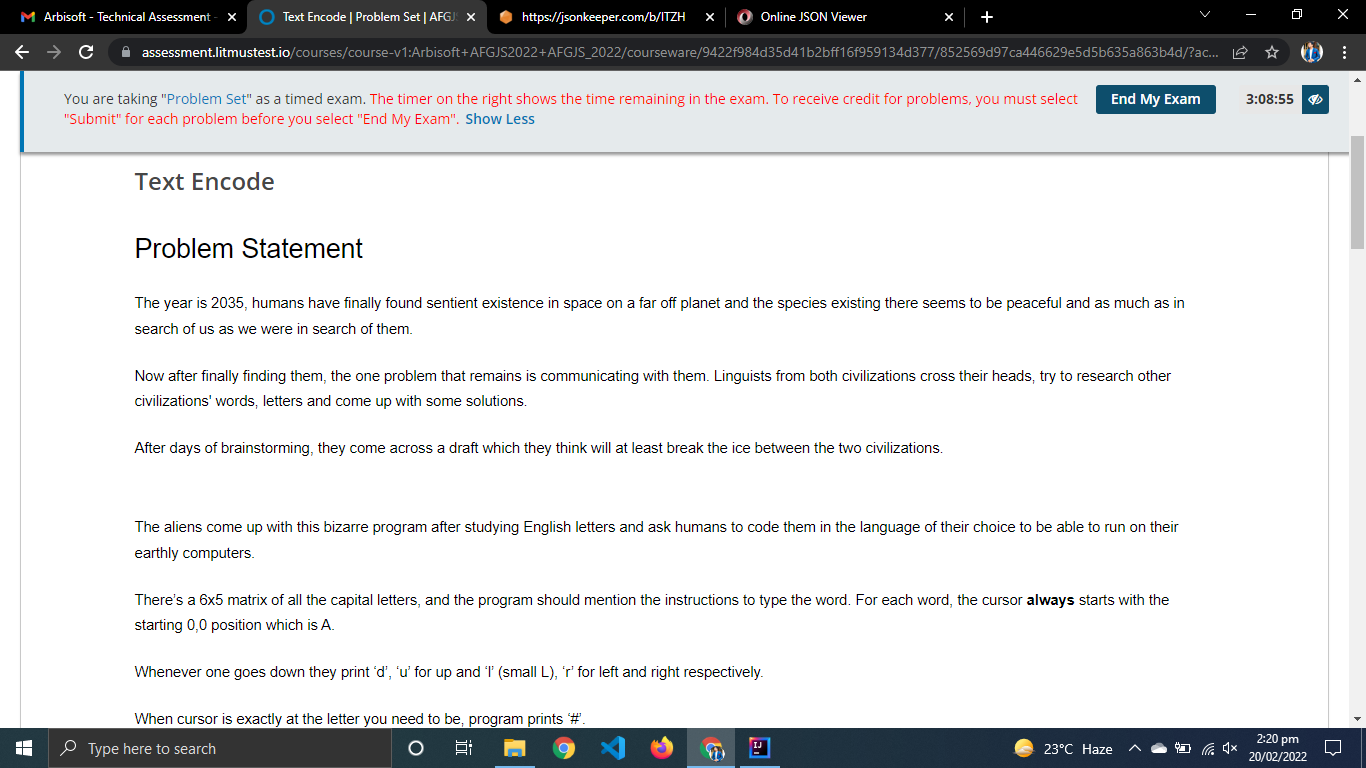 Arbisoft - Technical Assessment -
Text Encode | Problem Set | AFGJS
https://jsonkeeper.com/b/ITZH
Online JSON Viewer
assessment.litmustest.io/courses/course-v1:Arbisoft+AFGJS2022+AFGJS_2022/courseware/9422f984d35d41b2bff16f959134d377/852569d97ca446629e5d5b635a863b4d/?ac...
You are taking "Problem Set" as a timed exam. The timer on the right shows the time remaining in the exam. To receive credit for problems, you must select
"Submit" for each problem before you select "End My Exam". Show Less
End My Exam
3:08:55
Text Encode
Problem Statement
The year is 2035, humans have finally found sentient existence in space on a far off planet and the species existing there seems to be peaceful and as much as in
search of us as we were in search of them.
Now after finally finding them, the one problem that remains is communicating with them. Linguists from both civilizations cross their heads, try to research other
civilizations' words, letters and come up with some solutions.
After days of brainstorming, they come across a draft which they think will at least break the ice between the two civilizations.
The aliens come up with this bizarre program after studying English letters and ask humans to code them in the language of their choice to be able to run on their
earthly computers.
There’s a 6x5 matrix of all the capital letters, and the program should mention the instructions to type the word. For each word, the cursor always starts with the
starting 0,0 position which is A.
Whenever one goes down they print ‘d’, ‘u’ for up and ‘l’ (small L), ‘r’ for left and right respectively.
When cursor is exactly at the letter you need to be, program prints ‘#’.
Type here to search
23°C Haze
2:20 pm
20/02/2022